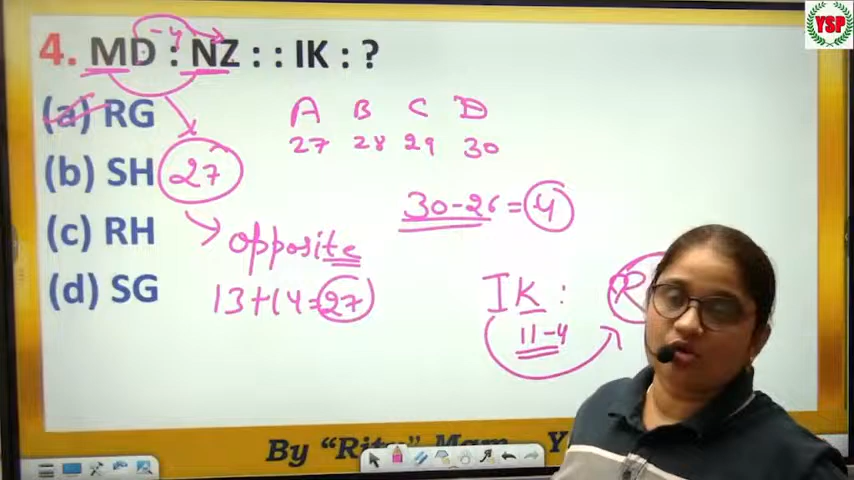 4. MD : NZ : : IK : ?
-4
(a) RG
(b) SH
(c) RH
(d) SG
27
A B C D
27 28 29 30
30-26 = 4
opposite
13+14=27
IK : R
11-4
By "Ritu" Mam Y
YSP